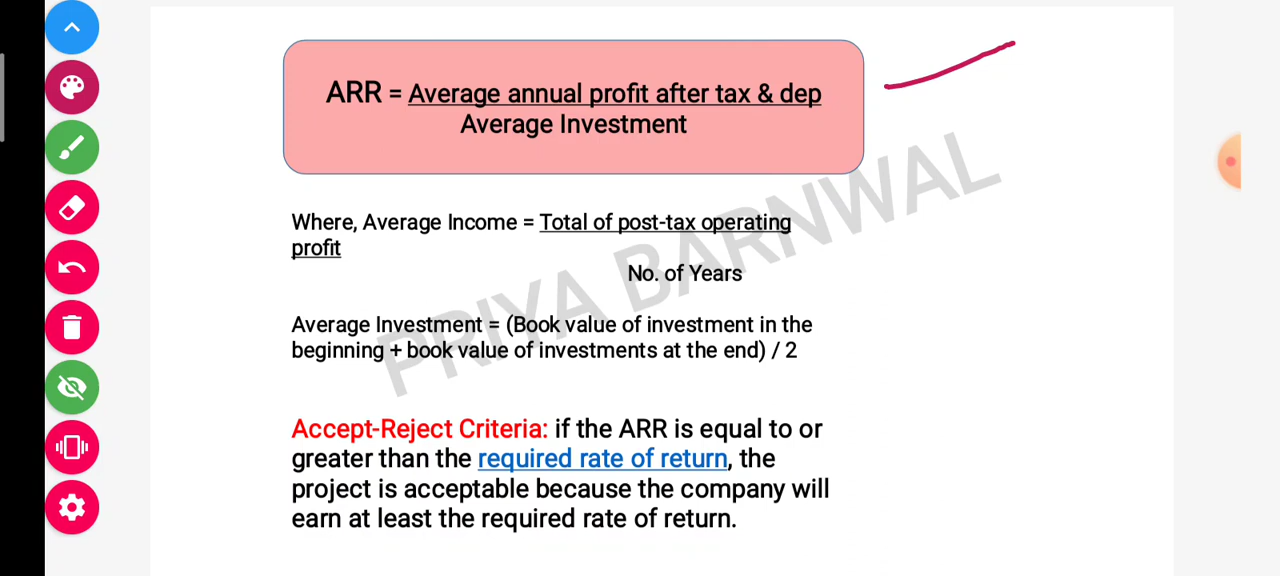 ARR = Average annual profit after tax & dep
Average Investment
Where, Average Income = Total of post-tax operating
profit
No. of Years
Average Investment = (Book value of investment in the
beginning + book value of investments at the end) / 2
PRIYA BARNWAL
Accept-Reject Criteria: if the ARR is equal to or
greater than the required rate of return, the
project is acceptable because the company will
earn at least the required rate of return.